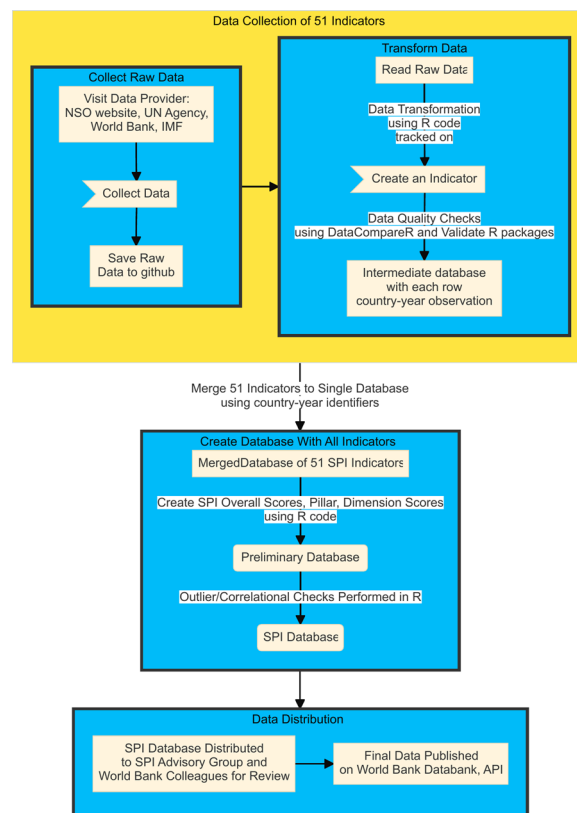 Data Collection of 51 Indicators
Collect Raw Data
Visit Data Provider:
NSO website, UN Agency,
World Bank, IMF
Collect Data
Save Raw
Data to github
Transform Data
Read Raw Data
Data Transformation
using R code
tracked on
Create an Indicator
Data Quality Checks
using DataCompareR and Validate R packages
Intermediate database
with each row
country-year observation
Merge 51 Indicators to Single Database
using country-year identifiers
Create Database With All Indicators
MergedDatabase of 51 SPI Indicators
Create SPI Overall Scores, Pillar, Dimension Scores
using R code
Preliminary Database
Outlier/Correlational Checks Performed in R
SPI Database
Data Distribution
SPI Database Distributed
to SPI Advisory Group and
World Bank Colleagues for Review
Final Data Published
on World Bank Databank, API